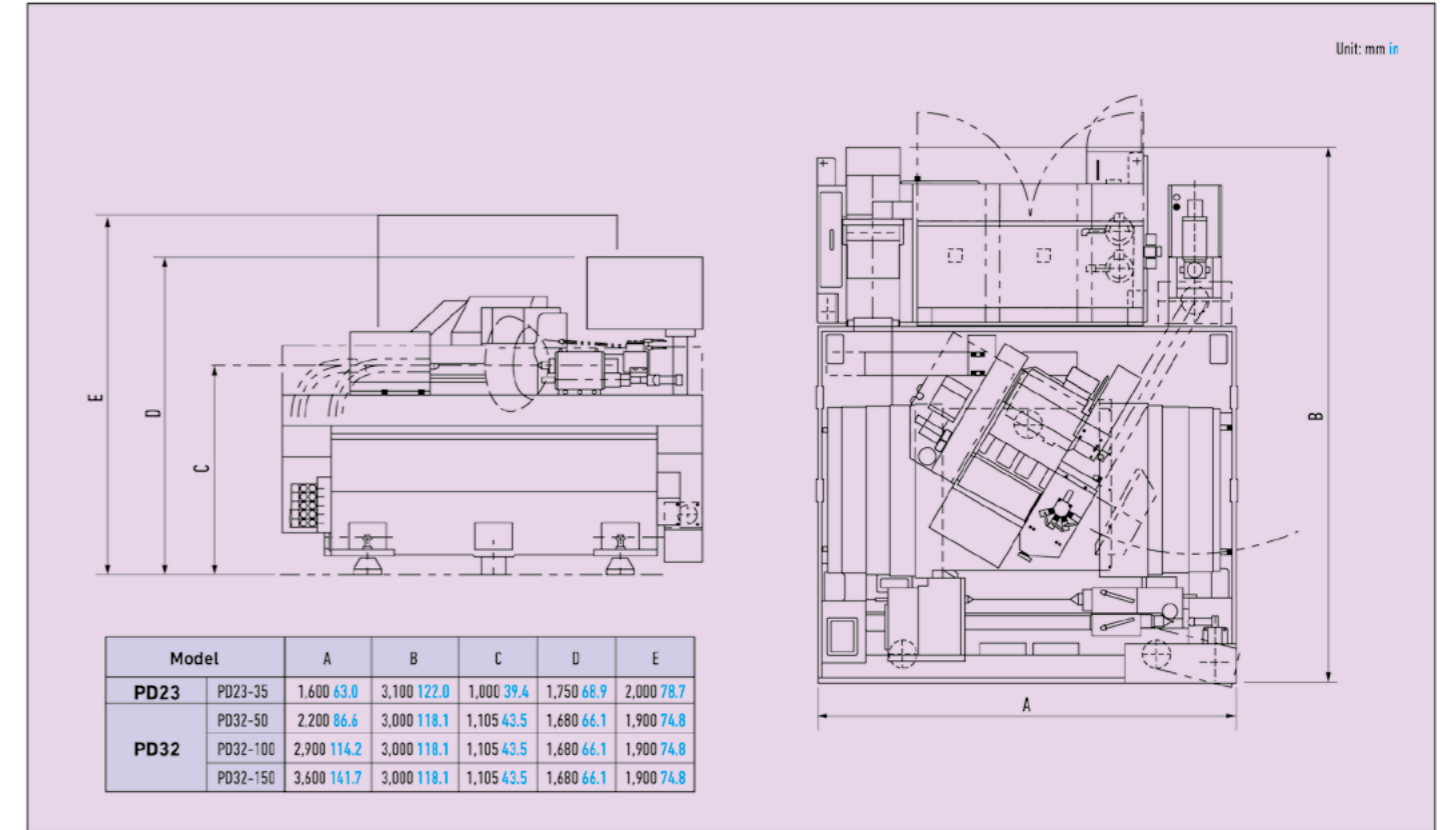 Unit: mm in
E
D
C
B
A
Model A B C D E
PD23 PD23-35 1,600 63.0 3,100 122.0 1,000 39.4 1,750 68.9 2,000 78.7
PD32 PD32-50 2,200 86.6 3,000 118.1 1,105 43.5 1,680 66.1 1,900 74.8
PD32-100 2,900 114.2 3,000 118.1 1,105 43.5 1,680 66.1 1,900 74.8
PD32-150 3,600 141.7 3,000 118.1 1,105 43.5 1,680 66.1 1,900 74.8